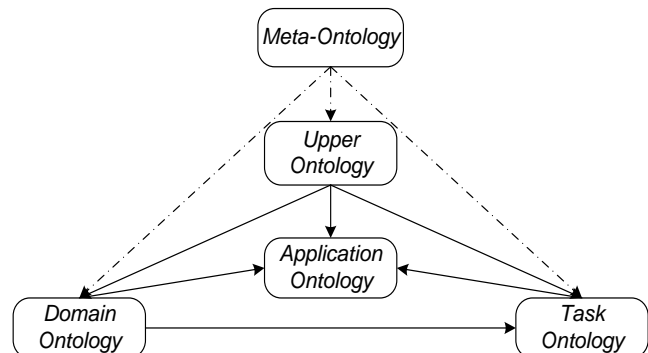 Meta-Ontology
Upper
Ontology
Application
Ontology
Domain
Ontology
Task
Ontology